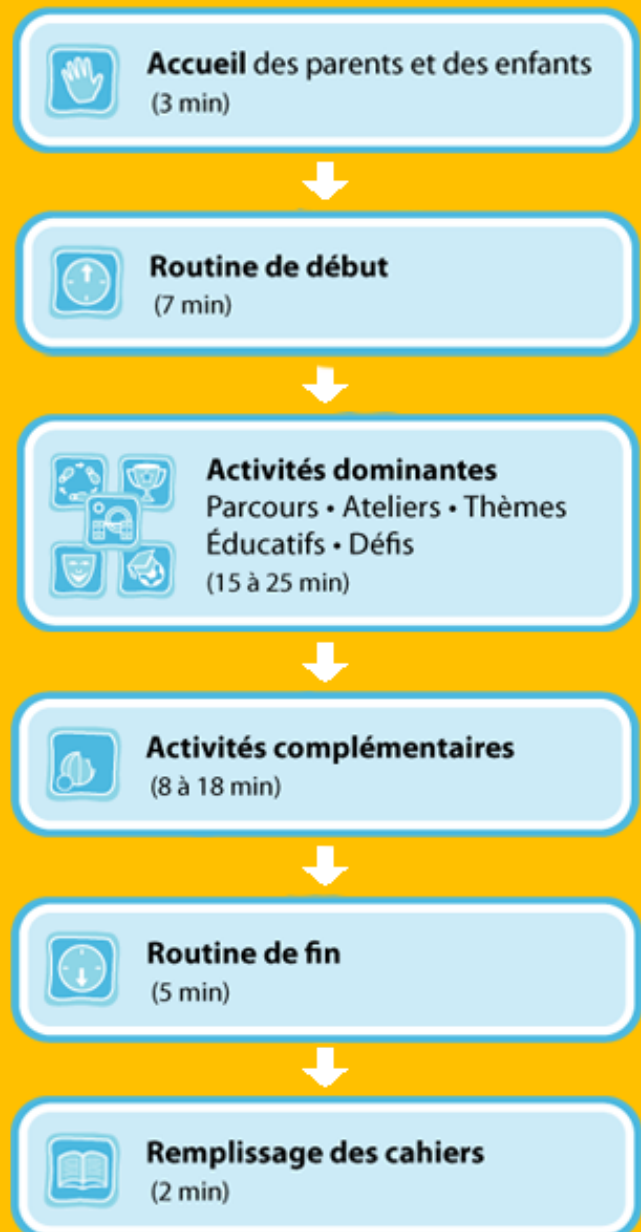 Accueil des parents et des enfants
(3 min)
Routine de début
(7 min)
Activités dominantes
Parcours • Ateliers • Thèmes
Éducatifs • Défis
(15 à 25 min)
Activités complémentaires
(8 à 18 min)
Routine de fin
(5 min)
Remplissage des cahiers
(2 min)